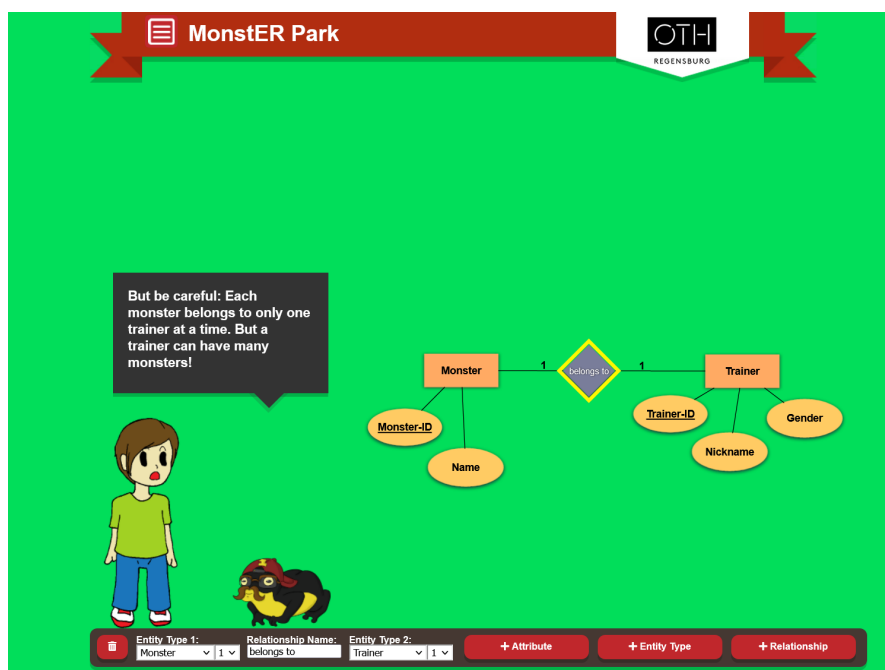 MonstER Park
OTH
REGENSBURG
But be careful: Each
monster belongs to only one
trainer at a time. But a
trainer can have many
monsters!
Monster
1
belongs to
1
Trainer
Monster-ID
Name
Trainer-ID
Nickname
Gender
Entity Type 1:
Monster 1
Relationship Name:
belongs to
Entity Type 2:
Trainer 1
+ Attribute
+ Entity Type
+ Relationship